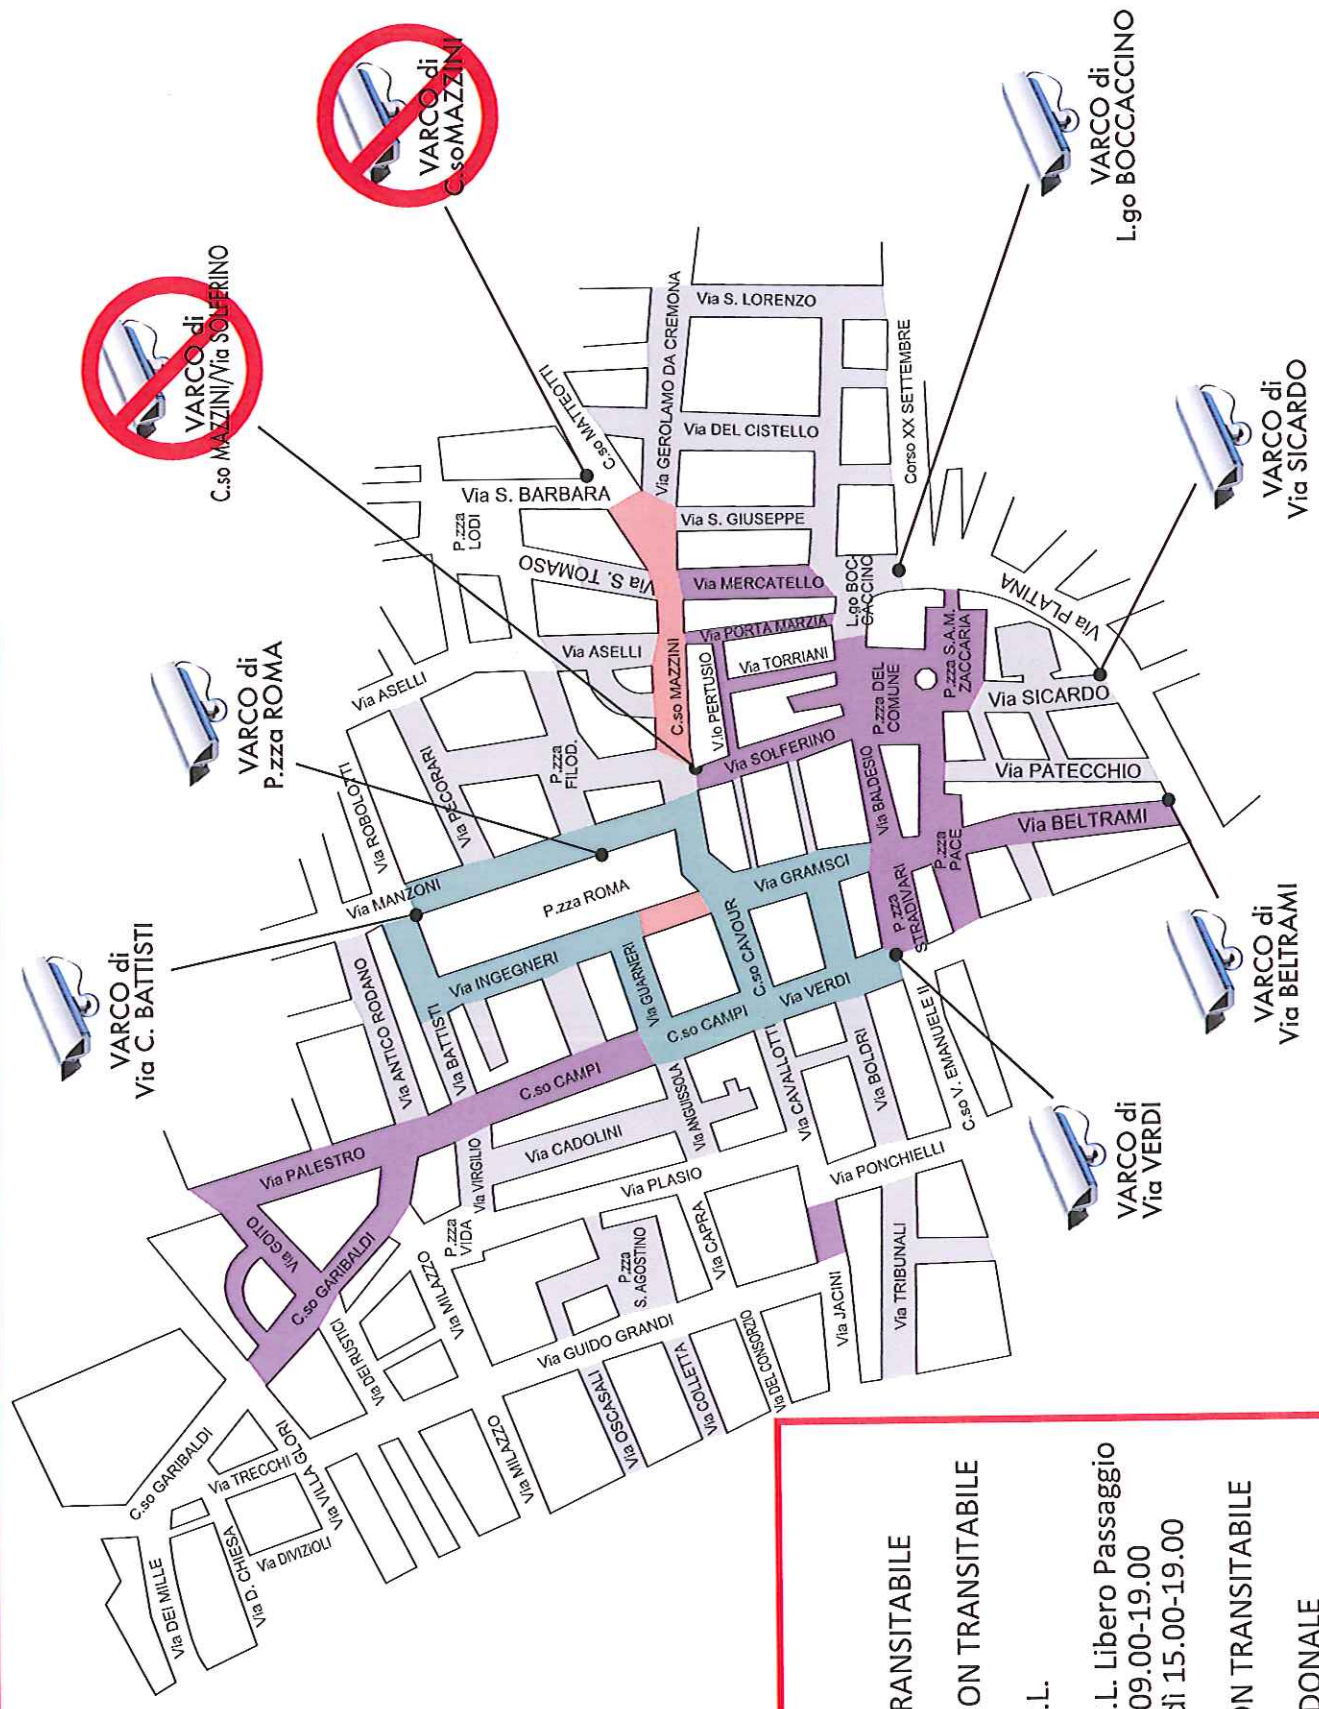 VARCO di
C.so MAZZINI
VARCO di
C.so MAZZINI/Via SOLFERINO
VARCO di
P.zza ROMA
VARCO di
Via C. BATTISTI
VARCO di
L.go BOCCACCINO
VARCO di
Via SICARDO
VARCO di
Via BELTRAMI
VARCO di
Via VERDI
Via S. LORENZO
Via GEROLAMO DA CREMONA
C.so MATTEOTTI
Via DEL CISTELLO
Corso XX SETTEMBRE
Via S. BARBARA
P.zza
LODI
Via S. GIUSEPPE
Via S. TOMASO
Via MERCATELLO
L.go BOC-
CACCINO
Via PLATINA
Via ASELLI
Via ASELLI
C.so MAZZINI
Via PORTA MARZIA
V.lo PERTUSIO
Via TORRIANI
P.zza S.A.M.
ZACCARIA
Via SICARDO
P.zza DEL
COMUNE
Via SOLFERINO
Via PATECCHIO
Via BALDESIO
Via BELTRAMI
P.zza
PACE
P.zza
FILOD.
Via PECORARI
Via ROBOLOTTI
Via MANZONI
P.zza ROMA
Via GRAMSCI
P.zza
STRADIVARI
C.so CAVOUR
Via VERDI
Via GUARNERI
Via INGEGNERI
C.so CAMPI
Via ANTICO RODANO
Via BATTISTI
C.so CAMPI
Via CAVALLOTTI
Via BOLDRI
C.so V. EMANUELE II
Via ANGUISSOLA
Via CADOLINI
Via VIRGILIO
Via PALESTRO
Via PLASIO
Via PONCHIELLI
P.zza
VIDA
Via GOITO
C.so GARIBALDI
Via MILAZZO
P.zza
S. AGOSTINO
Via CAPRA
Via JACINI
Via TRIBUNALI
Via GUIDO GRANDI
Via DEI RUSTICI
Via OSCASALI
Via COLLETTA
Via DEL CONSORZIO
Via MILAZZO
C.so GARIBALDI
Via TRECCHI
Via VILLA GLORI
Via DIVIZIOLI
Via D. CHIESA
Via DEI MILLE
RANSITABILE
ON TRANSITABILE
.L.
.L. Libero Passaggio
09.00-19.00
dì 15.00-19.00
ON TRANSITABILE
DONALE